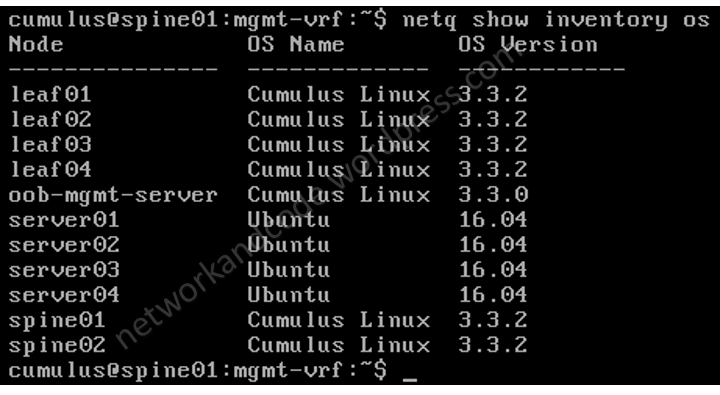 cumulus@spine01:mgmt-vrf:~$ netq show inventory os
Node             OS Name        OS Version
---------------  -------------  ------------
leaf01           Cumulus Linux  3.3.2
leaf02           Cumulus Linux  3.3.2
leaf03           Cumulus Linux  3.3.2
leaf04           Cumulus Linux  3.3.2
oob-mgmt-server  Cumulus Linux  3.3.0
server01         Ubuntu         16.04
server02         Ubuntu         16.04
server03         Ubuntu         16.04
server04         Ubuntu         16.04
spine01          Cumulus Linux  3.3.2
spine02          Cumulus Linux  3.3.2
cumulus@spine01:mgmt-vrf:~$ _
networkandcode.wordpress.com